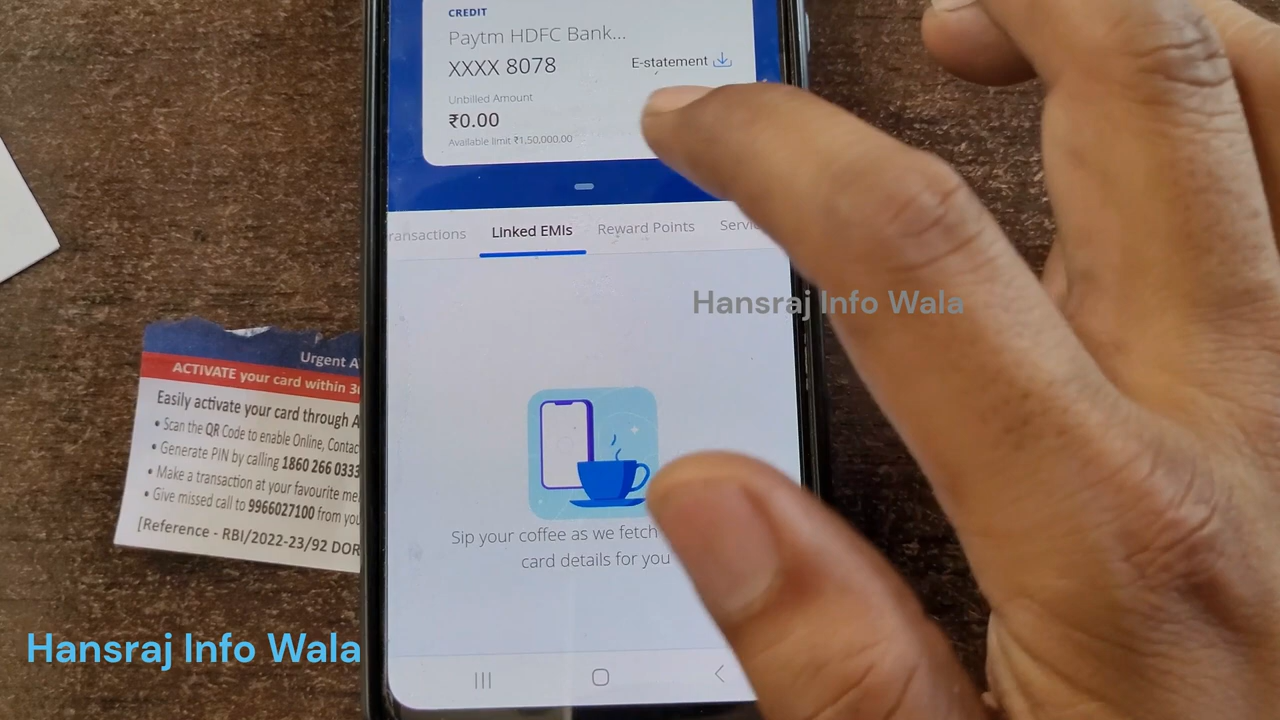 CREDIT
Paytm HDFC Bank...
XXXX 8078
E-statement
Unbilled Amount
₹0.00
Available limit ₹1,50,000.00
ransactions
Linked EMIs
Reward Points
Servi
Hansraj Info Wala
Urgent A
ACTIVATE your card within 3
Easily activate your card through A
• Scan the QR Code to enable Online, Contac
• Generate PIN by calling 1860 266 0333
• Make a transaction at your favourite me
• Give missed call to 9966027100 from you
[Reference - RBI/2022-23/92 DOR
Sip your coffee as we fetch
card details for you
Hansraj Info Wala